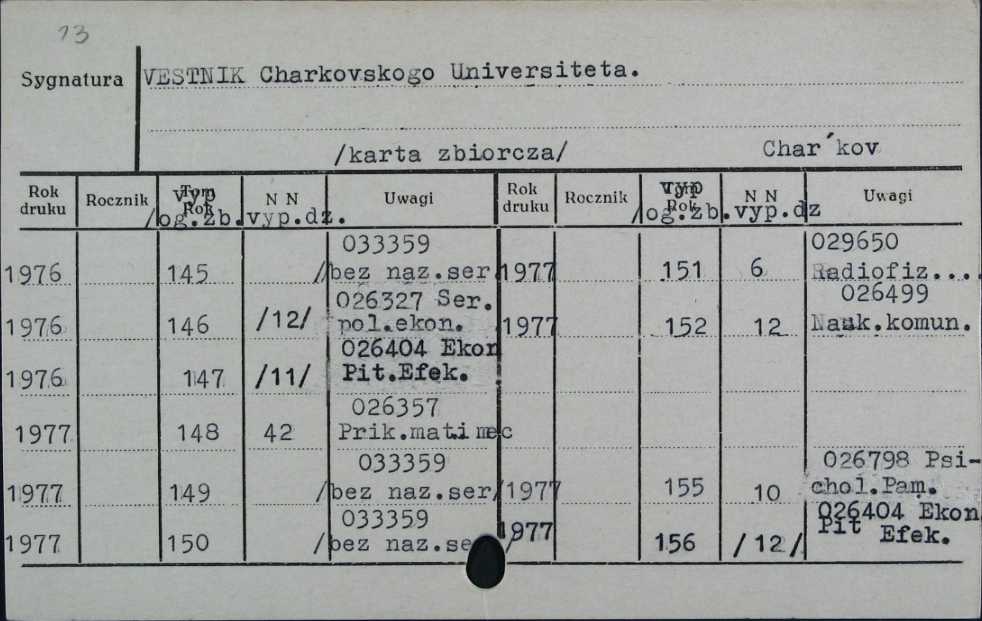 13
Sygnatura VESTNIK Charkovskogo Universiteta.
/karta zbiorcza/ Char´kov
Rok druku Rocznik Tom Rok vyp /og.zb. N N vyp.dz. Uwagi Rok druku Rocznik vyp Rok /og.zb. N N vyp.dz Uwagi
033359 029650
1976 145 /bez naz.ser/ 1977 151 6 Radiofiz....
026327 Ser. 026499
1976 146 /12/ pol.ekon. 1977 152 12 Nauk.komun.
026404 Ekon
1976 147 /11/ Pit.Efek.
026357
1977 148 42 Prik.mat i mec
033359 026798 Psi-
1977 149 /bez naz.ser/ 1977 155 10 chol.Pam.
033359 026404 Ekon
1977 150 /bez naz.se / 1977 156 /12/ Pit Efek.